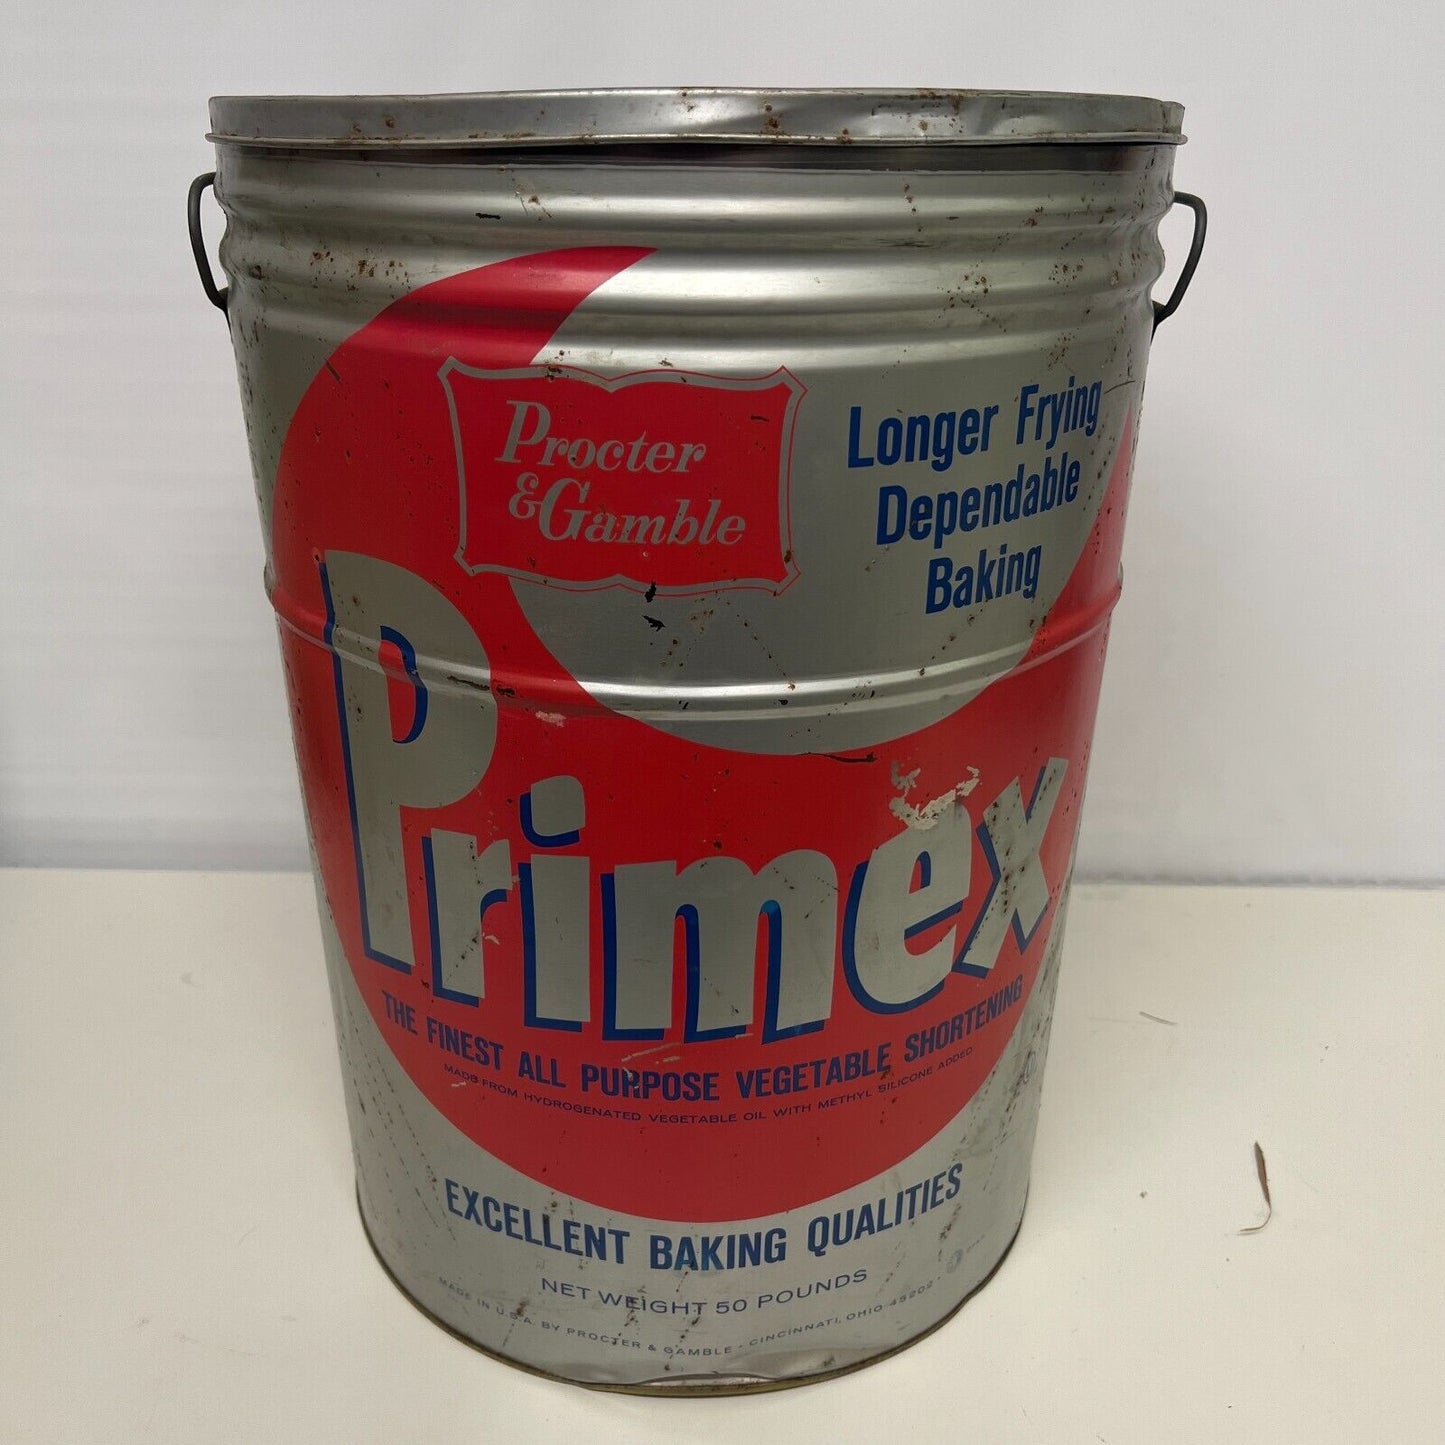 Procter
& Gamble
Longer Frying
Dependable
Baking
Primex
THE FINEST ALL PURPOSE VEGETABLE SHORTENING
MADE FROM HYDROGENATED VEGETABLE OIL WITH METHYL SILICONE ADDED
EXCELLENT BAKING QUALITIES
NET WEIGHT 50 POUNDS
MADE IN U.S.A. BY PROCTER & GAMBLE - CINCINNATI, OHIO 45202 -